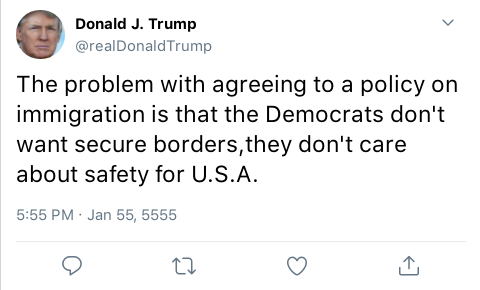 Donald J. Trump
@realDonaldTrump
The problem with agreeing to a policy on
immigration is that the Democrats don't
want secure borders,they don't care
about safety for U.S.A.
5:55 PM · Jan 55, 5555